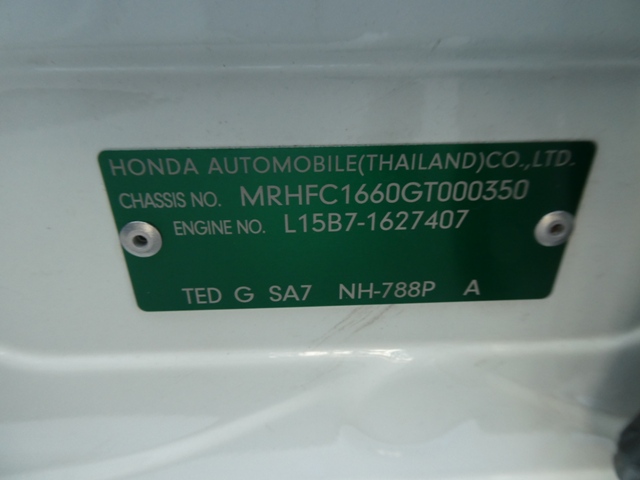 HONDA AUTOMOBILE(THAILAND)CO.,LTD.
CHASSIS NO. MRHFC1660GT000350
ENGINE NO. L15B7-1627407
TED G SA7 NH-788P A